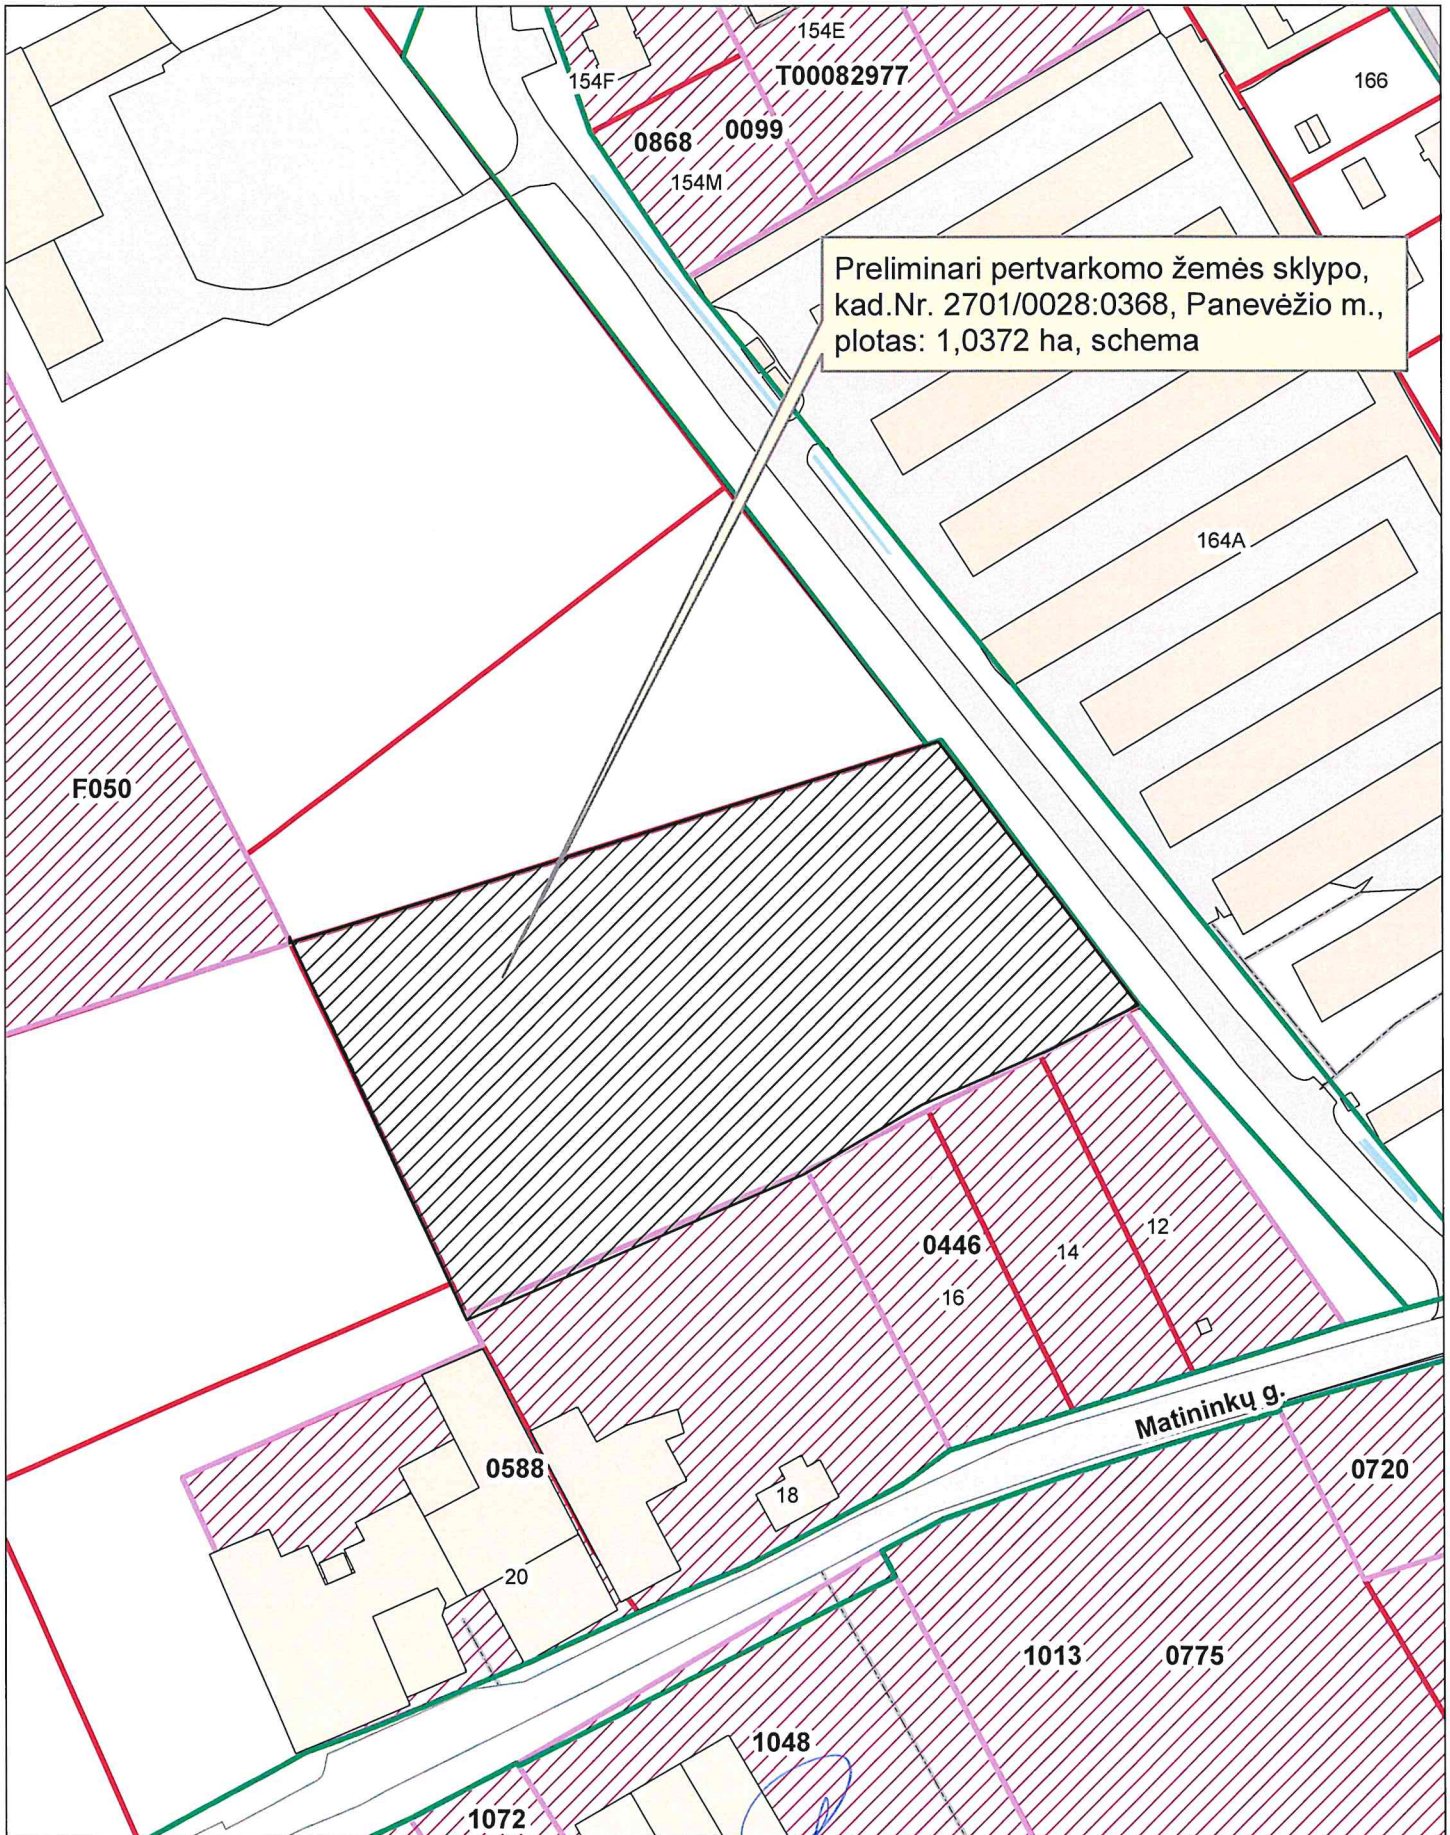 154E
154F
T00082977
166
0868
0099
154M
Preliminari pertvarkomo žemės sklypo,
kad.Nr. 2701/0028:0368, Panevėžio m.,
plotas: 1,0372 ha, schema
164A
F050
12
0446
14
16
Matininkų g.
0588
0720
18
20
1013
0775
1048
1072